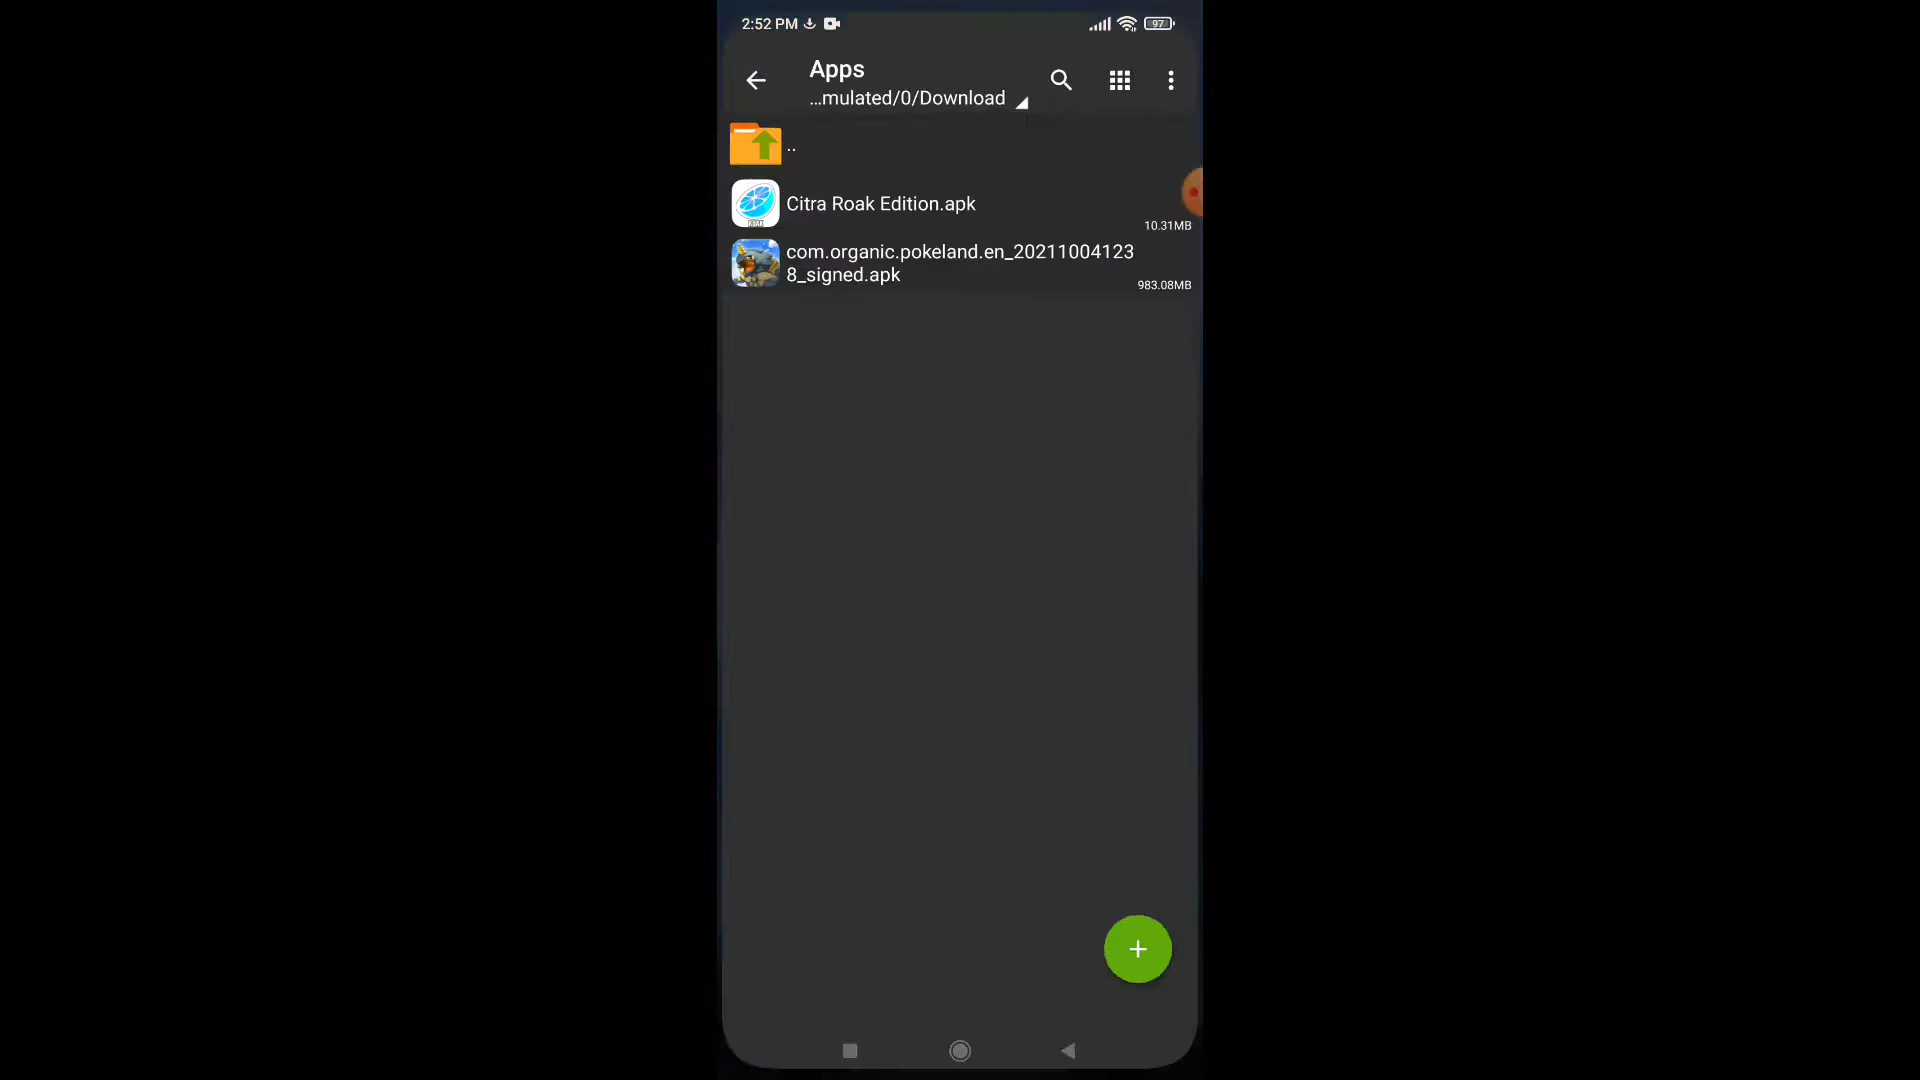 2:52 PM
97
Apps
...mulated/0/Download
..
Citra Roak Edition.apk
10.31MB
com.organic.pokeland.en_20211004123
8_signed.apk
983.08MB